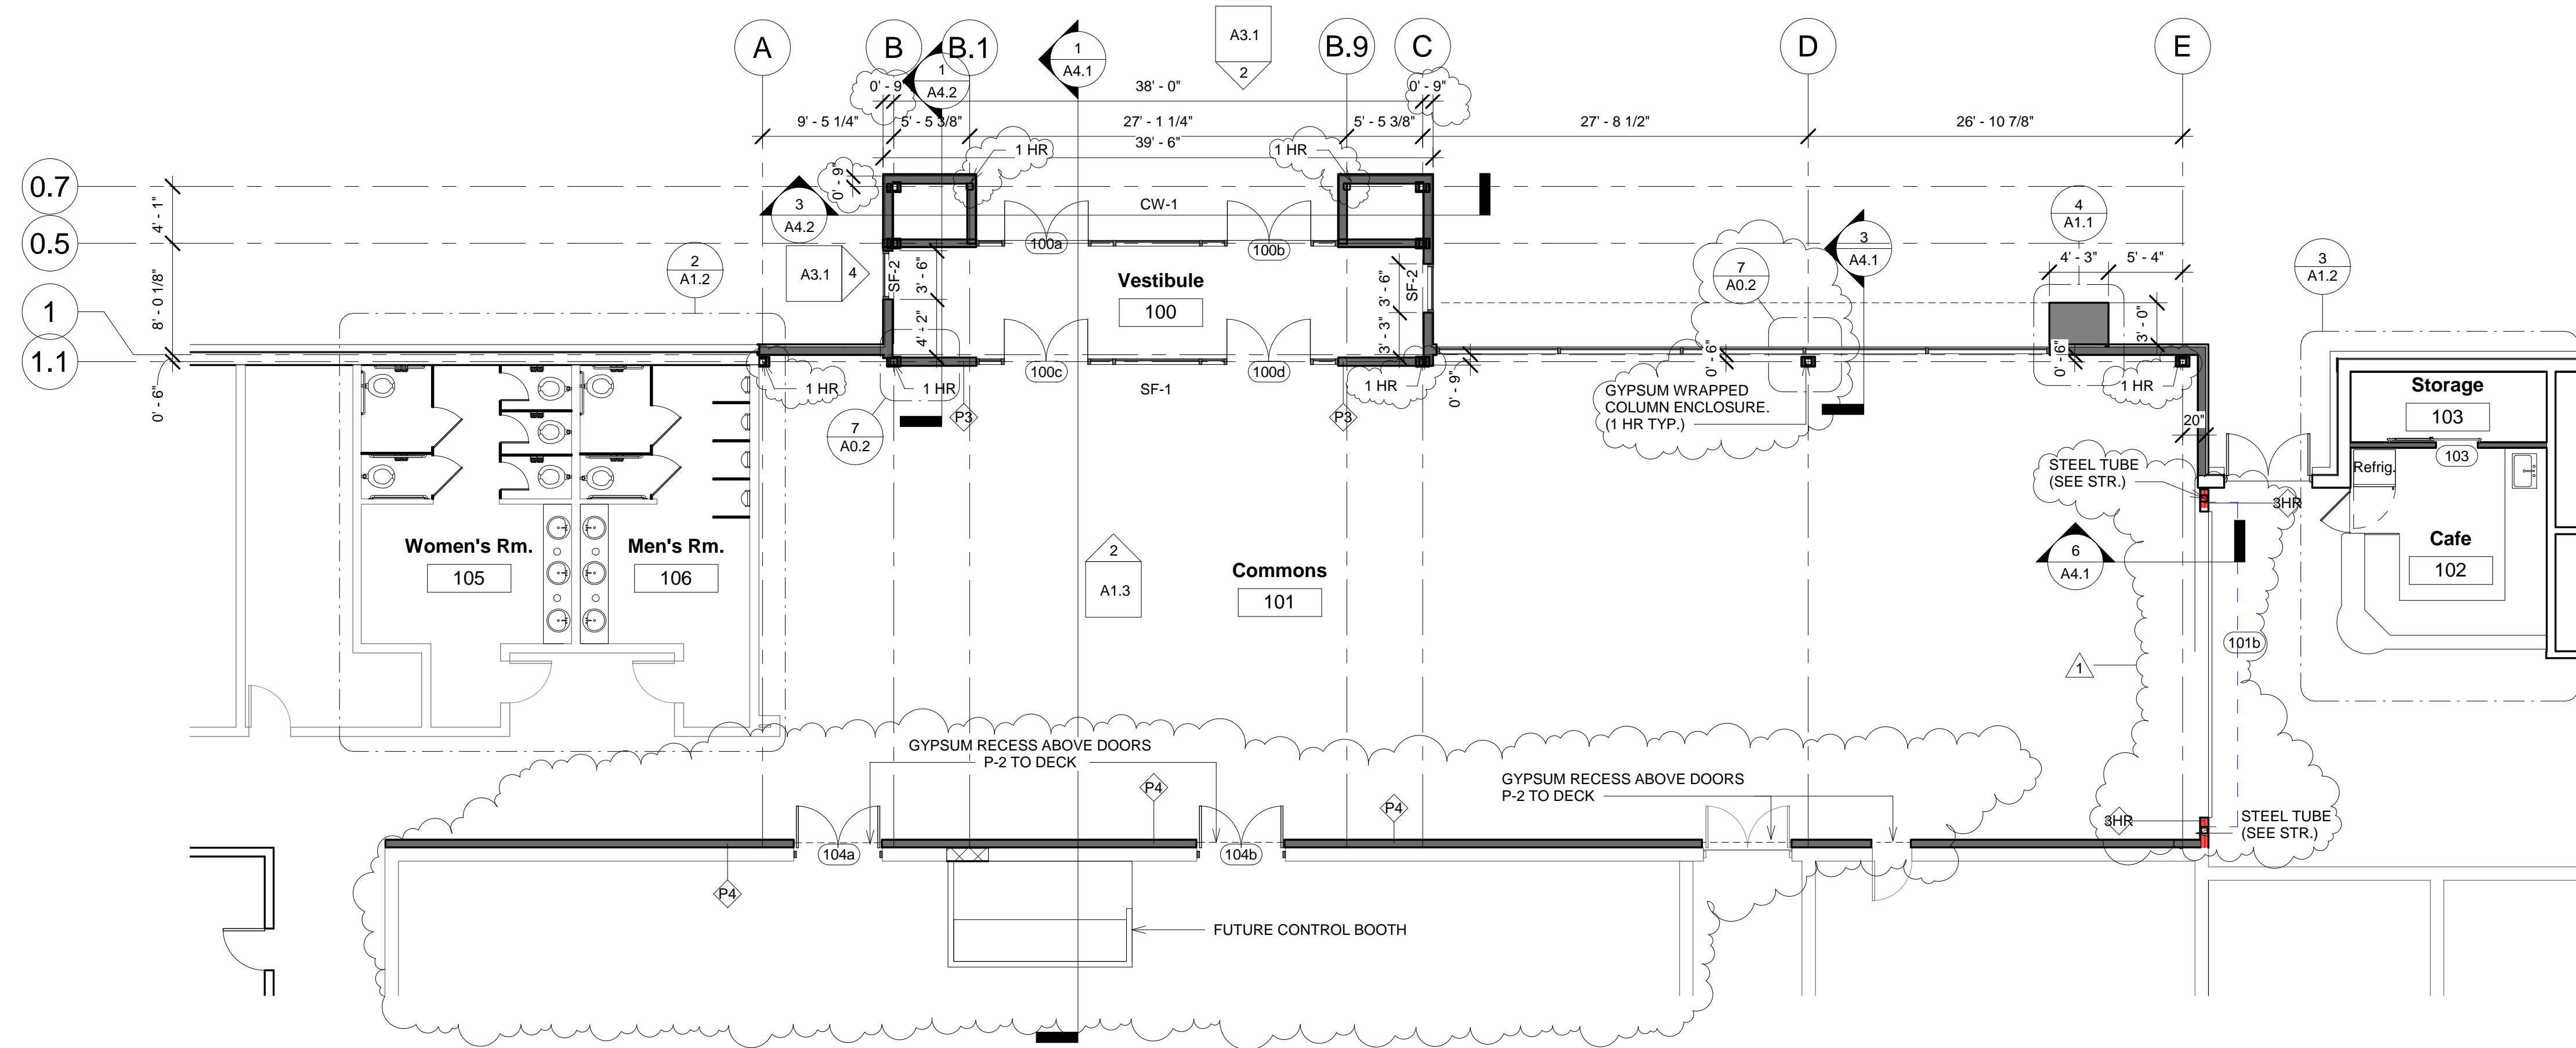 A
B
B.1
B.9
C
D
E
1
A4.2
1
A4.1
A3.1
2
0' - 9"
38' - 0"
0' - 9"
9' - 5 1/4"
5' - 5 3/8"
27' - 1 1/4"
5' - 5 3/8"
27' - 8 1/2"
26' - 10 7/8"
39' - 6"
1 HR
1 HR
0.7
0.5
1
1.1
4' - 1"
8' - 0 1/8"
0' - 6"
0' - 9"
3
A4.2
CW-1
100a
100b
4
A1.1
3
A4.1
2
A1.2
A3.1
4
SF-2
3' - 6"
4' - 2"
Vestibule
100
3' - 6"
SF-2
3' - 3"
7
A0.2
4' - 3"
5' - 4"
3
A1.2
3' - 0"
0' - 6"
0' - 6"
0' - 9"
1 HR
1 HR
100c
100d
SF-1
1 HR
1 HR
GYPSUM WRAPPED
COLUMN ENCLOSURE.
(1 HR TYP.)
P3
P3
7
A0.2
20"
Storage
103
103
Refrig.
STEEL TUBE
(SEE STR.)
3HR
Cafe
102
6
A4.1
Women's Rm.
105
Men's Rm.
106
2
A1.3
Commons
101
101b
1
GYPSUM RECESS ABOVE DOORS
P-2 TO DECK
GYPSUM RECESS ABOVE DOORS
P-2 TO DECK
P4
P4
3HR
STEEL TUBE
(SEE STR.)
104a
104b
P4
FUTURE CONTROL BOOTH